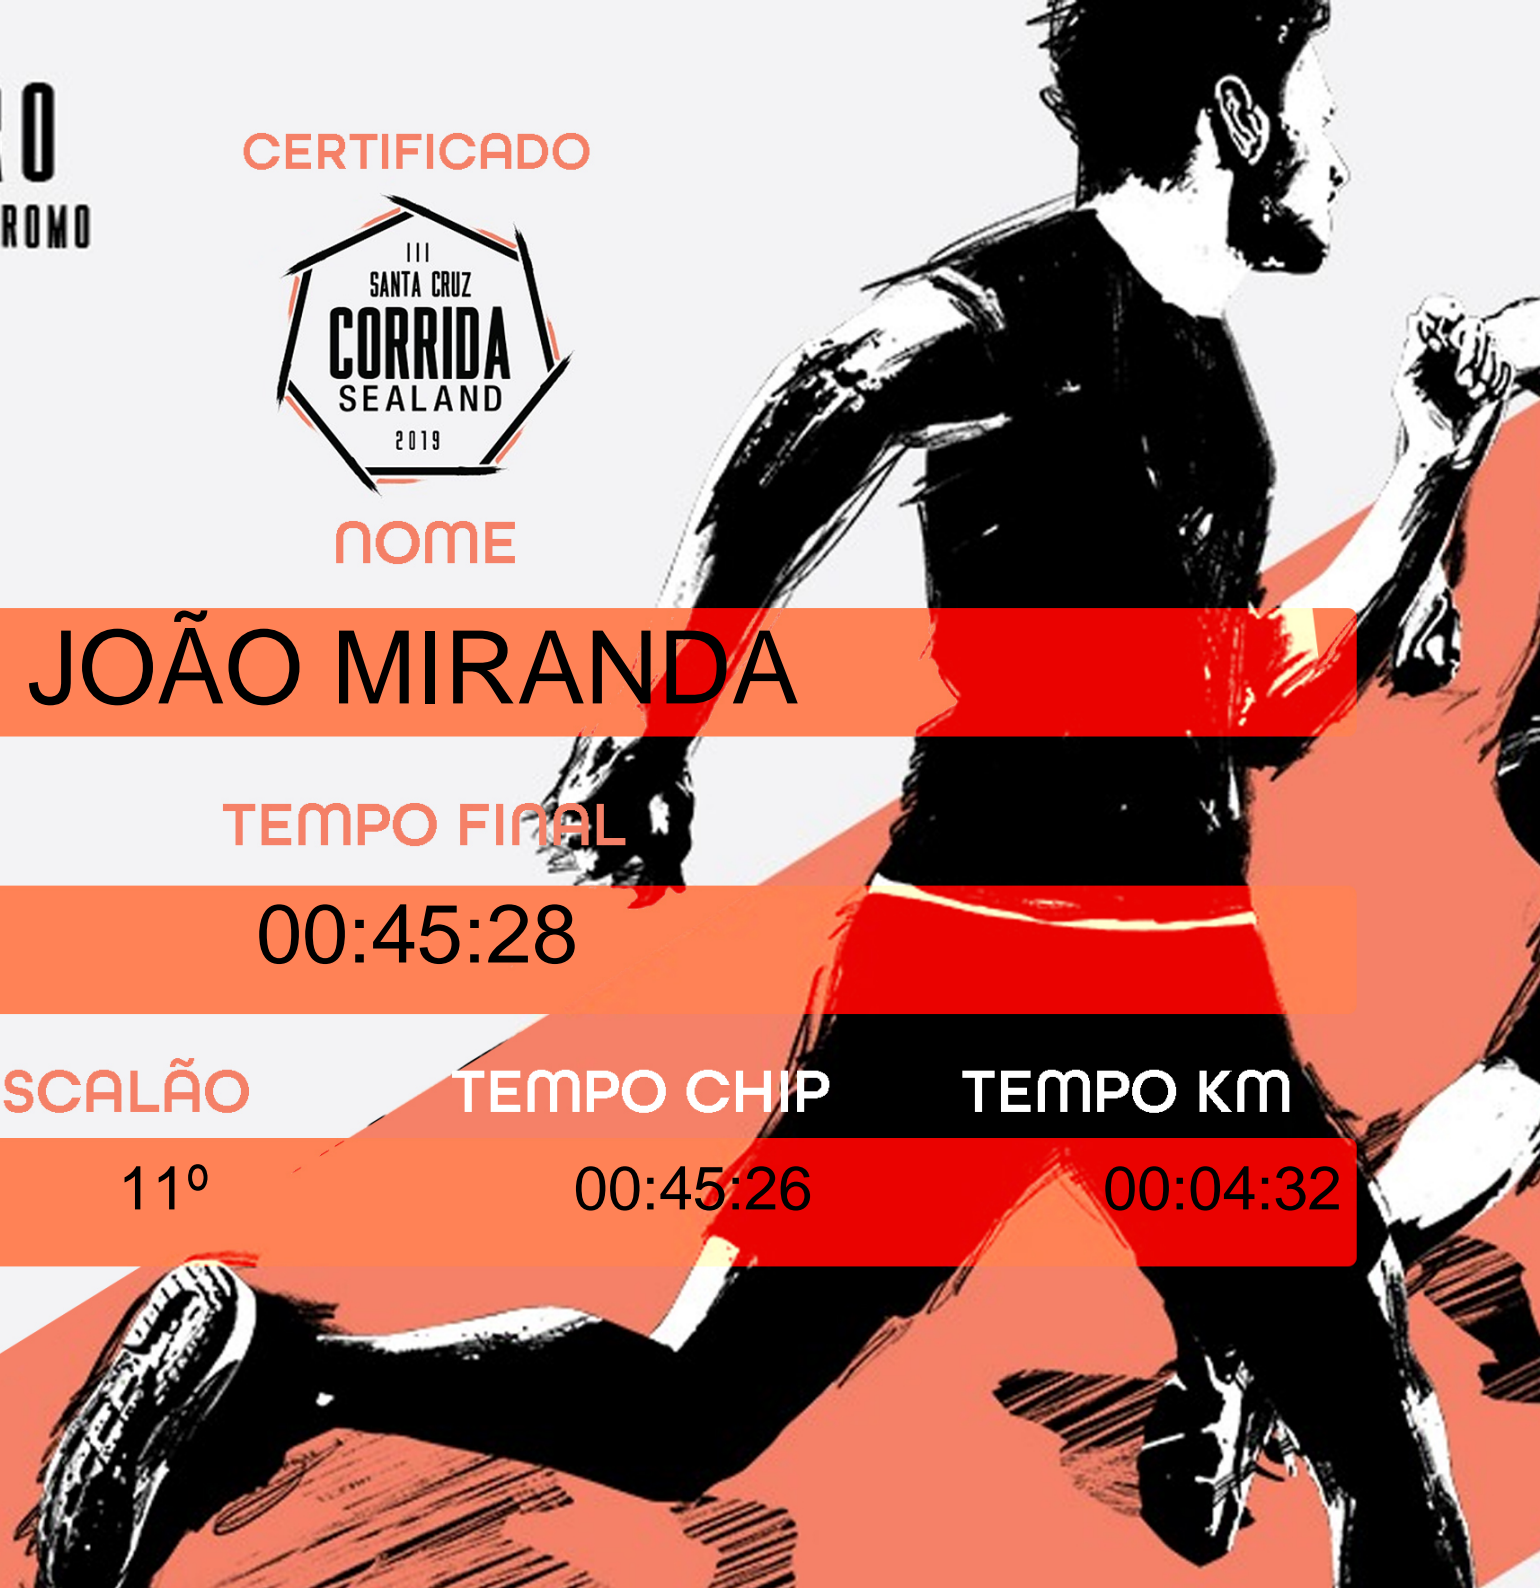 RO
ROMO
CERTIFICADO
III
SANTA CRUZ
CORRIDA
SEALAND
2019
NOME
JOÃO MIRANDA
TEMPO FINAL
00:45:28
SCALÃO TEMPO CHIP TEMPO KM
11º 00:45:26 00:04:32